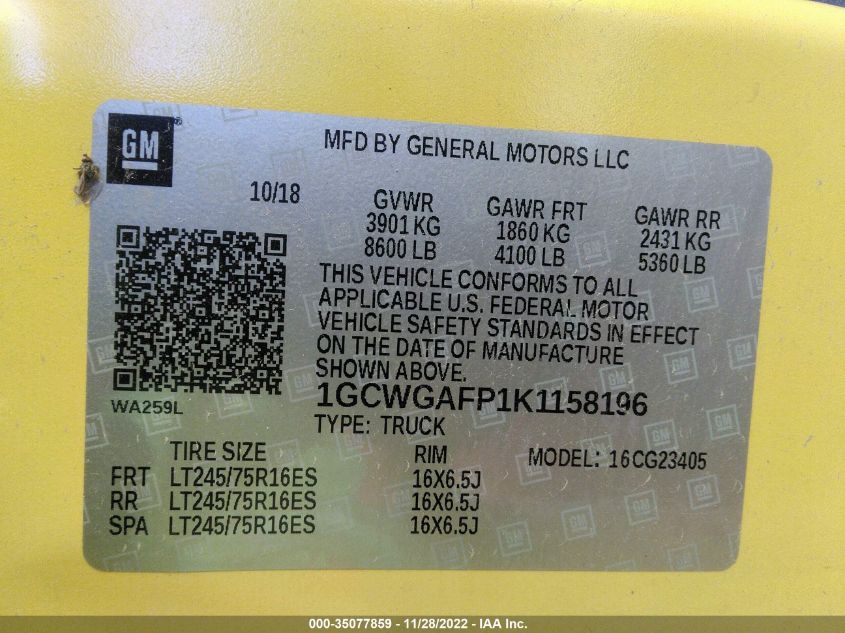 GM
®
MFD BY GENERAL MOTORS LLC
10/18
GVWR
3901 KG
8600 LB
GAWR FRT
1860 KG
4100 LB
GAWR RR
2431 KG
5360 LB
THIS VEHICLE CONFORMS TO ALL
APPLICABLE U.S. FEDERAL MOTOR
VEHICLE SAFETY STANDARDS IN EFFECT
ON THE DATE OF MANUFACTURE
SHOWN ABOVE.
WA259L
1GCWGAFP1K1158196
TYPE: TRUCK
TIRE SIZE RIM MODEL: 16CG23405
FRT LT245/75R16ES 16X6.5J
RR LT245/75R16ES 16X6.5J
SPA LT245/75R16ES 16X6.5J
000-35077859 - 11/28/2022 - IAA Inc.